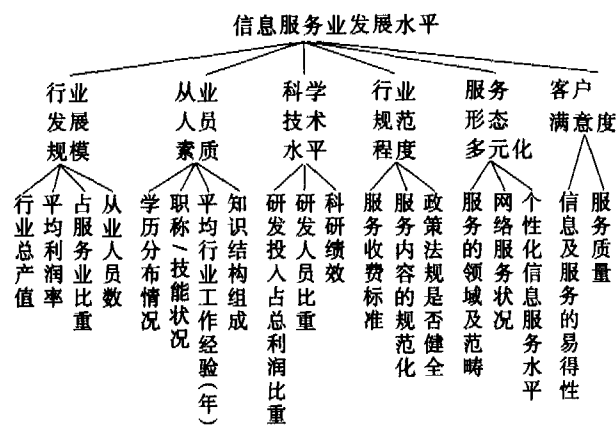 信息服务业发展水平
行业
发展
规模
从业
人员
素质
科学
技术
水平
行业
规范
程度
服务
形态
多元化
客户
满意度
行业总产值
平均利润率
占服务业比重
从业人员数
学历分布情况
职称/技能状况
平均行业工作经验(年)
知识结构组成
研发投入占总利润比重
研发人员比重
科研绩效
服务收费标准
服务内容的规范化
政策法规是否健全
服务的领域及范畴
网络服务状况
个性化信息服务水平
信息及服务的易得性
服务质量